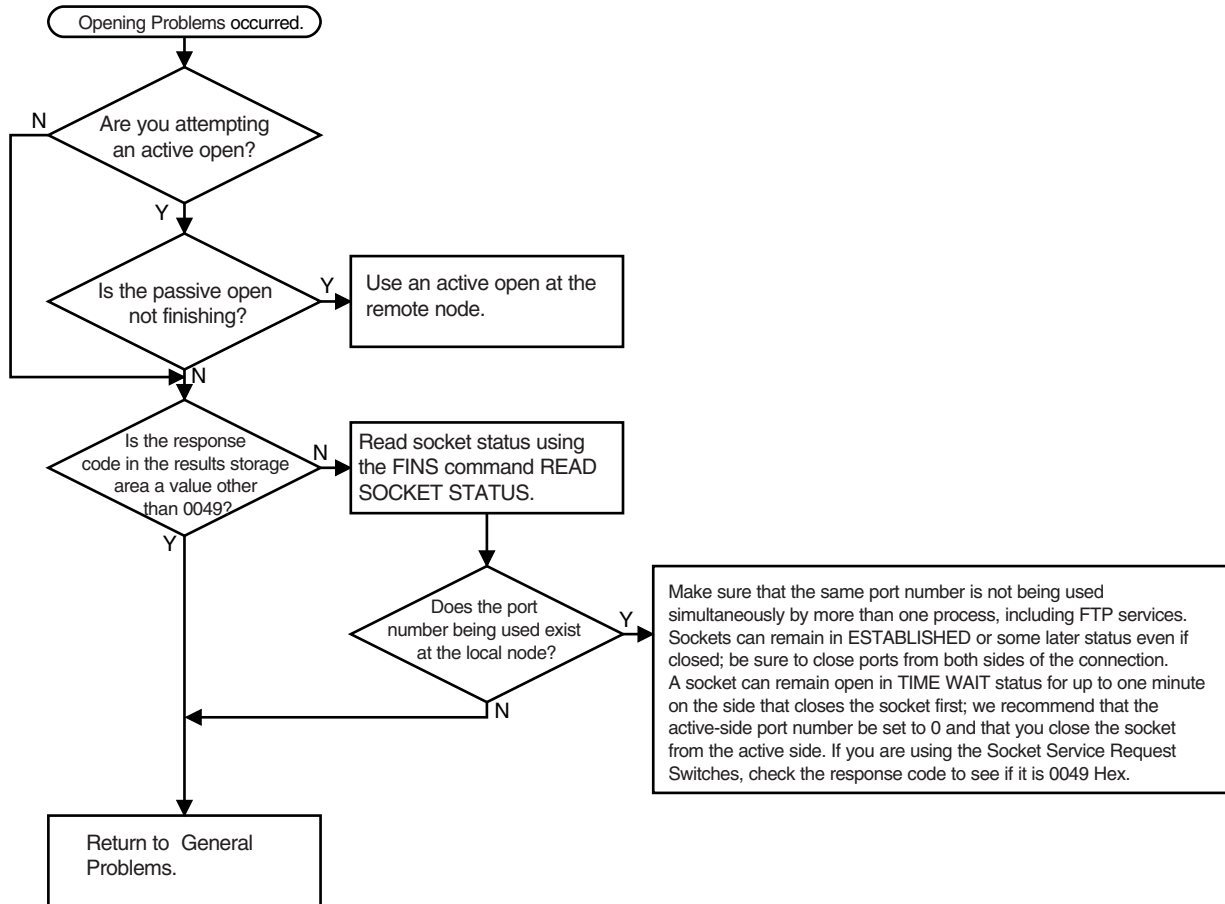 Opening Problems occurred.
N
Are you attempting
an active open?
Y
Is the passive open
not finishing?
Y
Use an active open at the
remote node.
N
Is the response
code in the results storage
area a value other
than 0049?
N
Read socket status using
the FINS command READ
SOCKET STATUS.
Y
Does the port
number being used exist
at the local node?
Y
Make sure that the same port number is not being used
simultaneously by more than one process, including FTP services.
Sockets can remain in ESTABLISHED or some later status even if
closed; be sure to close ports from both sides of the connection.
A socket can remain open in TIME WAIT status for up to one minute
on the side that closes the socket first; we recommend that the
active-side port number be set to 0 and that you close the socket
from the active side. If you are using the Socket Service Request
Switches, check the response code to see if it is 0049 Hex.
N
Return to General
Problems.